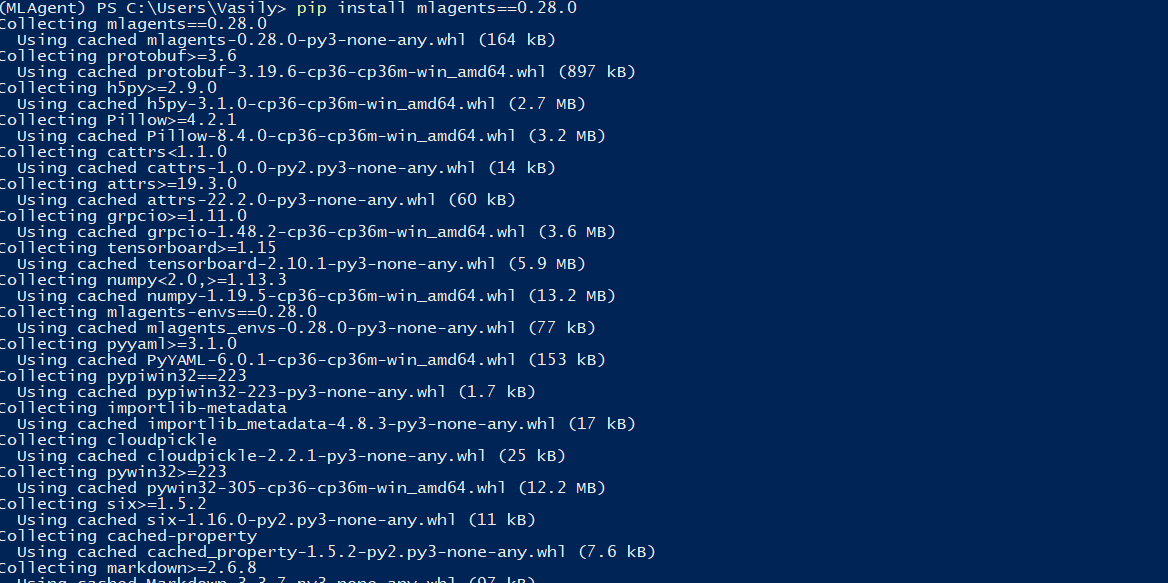 (MLAgent) PS C:\Users\Vasily> pip install mlagents==0.28.0
Collecting mlagents==0.28.0
  Using cached mlagents-0.28.0-py3-none-any.whl (164 kB)
Collecting protobuf>=3.6
  Using cached protobuf-3.19.6-cp36-cp36m-win_amd64.whl (897 kB)
Collecting h5py>=2.9.0
  Using cached h5py-3.1.0-cp36-cp36m-win_amd64.whl (2.7 MB)
Collecting Pillow>=4.2.1
  Using cached Pillow-8.4.0-cp36-cp36m-win_amd64.whl (3.2 MB)
Collecting cattrs<1.1.0
  Using cached cattrs-1.0.0-py2.py3-none-any.whl (14 kB)
Collecting attrs>=19.3.0
  Using cached attrs-22.2.0-py3-none-any.whl (60 kB)
Collecting grpcio>=1.11.0
  Using cached grpcio-1.48.2-cp36-cp36m-win_amd64.whl (3.6 MB)
Collecting tensorboard>=1.15
  Using cached tensorboard-2.10.1-py3-none-any.whl (5.9 MB)
Collecting numpy<2.0,>=1.13.3
  Using cached numpy-1.19.5-cp36-cp36m-win_amd64.whl (13.2 MB)
Collecting mlagents-envs==0.28.0
  Using cached mlagents_envs-0.28.0-py3-none-any.whl (77 kB)
Collecting pyyaml>=3.1.0
  Using cached PyYAML-6.0.1-cp36-cp36m-win_amd64.whl (153 kB)
Collecting pypiwin32==223
  Using cached pypiwin32-223-py3-none-any.whl (1.7 kB)
Collecting importlib-metadata
  Using cached importlib_metadata-4.8.3-py3-none-any.whl (17 kB)
Collecting cloudpickle
  Using cached cloudpickle-2.2.1-py3-none-any.whl (25 kB)
Collecting pywin32>=223
  Using cached pywin32-305-cp36-cp36m-win_amd64.whl (12.2 MB)
Collecting six>=1.5.2
  Using cached six-1.16.0-py2.py3-none-any.whl (11 kB)
Collecting cached-property
  Using cached cached_property-1.5.2-py2.py3-none-any.whl (7.6 kB)
Collecting markdown>=2.6.8
  Using cached Markdown-3.3.7-py3-none-any.whl (97 kB)